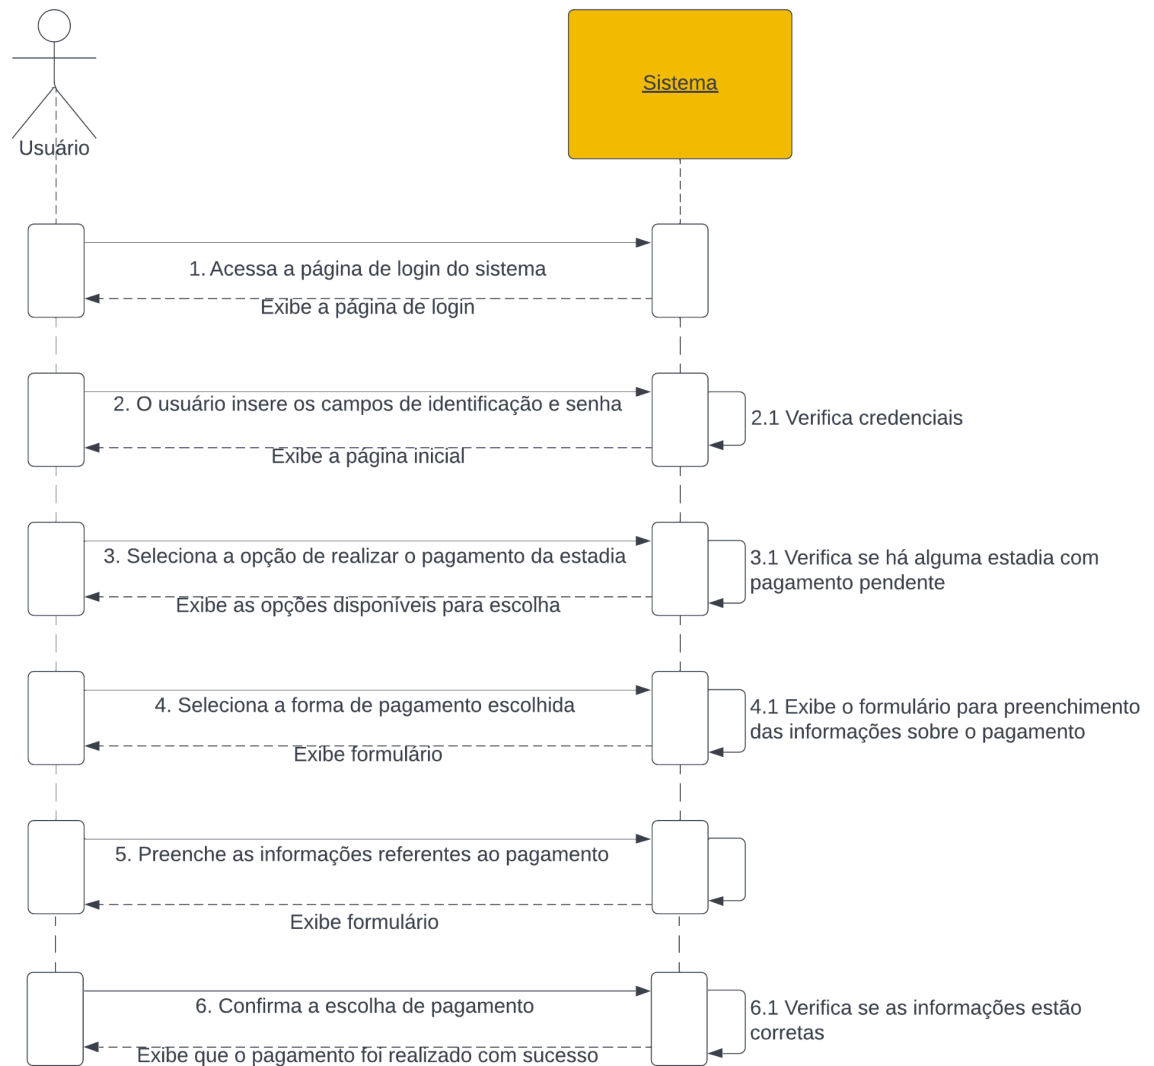 Usuário
Sistema
1. Acessa a página de login do sistema
Exibe a página de login
2. O usuário insere os campos de identificação e senha
2.1 Verifica credenciais
Exibe a página inicial
3. Seleciona a opção de realizar o pagamento da estadia
3.1 Verifica se há alguma estadia com
pagamento pendente
Exibe as opções disponíveis para escolha
4. Seleciona a forma de pagamento escolhida
4.1 Exibe o formulário para preenchimento
das informações sobre o pagamento
Exibe formulário
5. Preenche as informações referentes ao pagamento
Exibe formulário
6. Confirma a escolha de pagamento
6.1 Verifica se as informações estão
corretas
Exibe que o pagamento foi realizado com sucesso